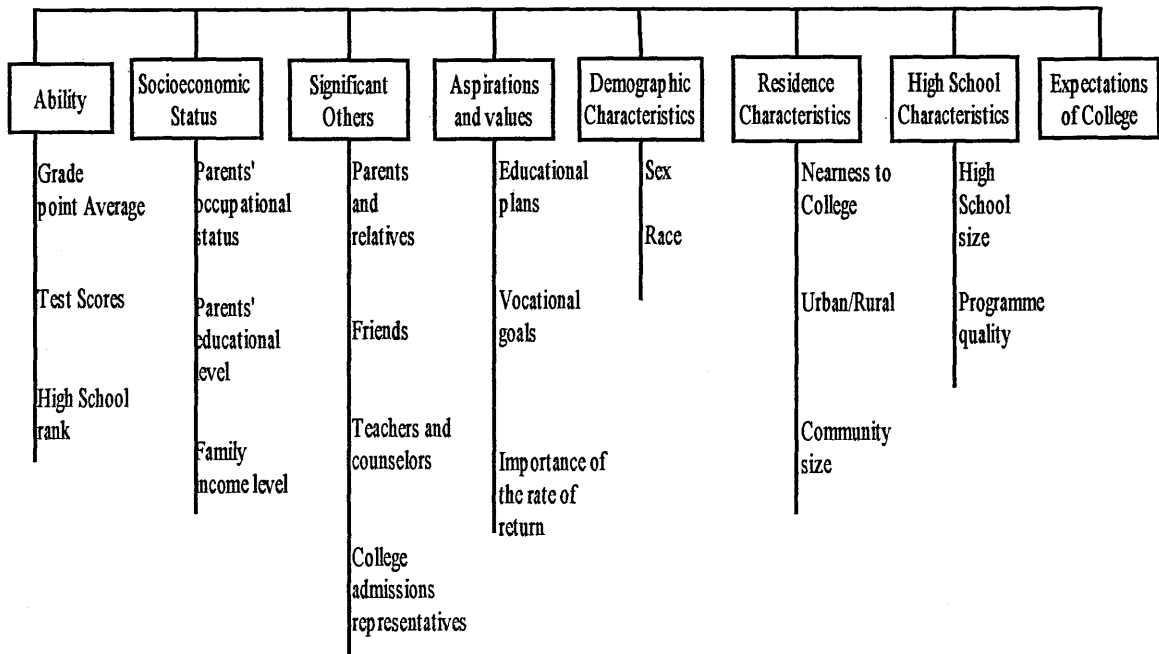 Ability
Grade
point Average
Test Scores
High School
rank
Socioeconomic
Status
Parents'
occupational
status
Parents'
educational
level
Family
income level
Significant
Others
Parents
and
relatives
Friends
Teachers and
counselors
College
admissions
representatives
Aspirations
and values
Educational
plans
Vocational
goals
Importance of
the rate of
return
Demographic
Characteristics
Sex
Race
Residence
Characteristics
Nearness to
College
Urban/Rural
Community
size
High School
Characteristics
High
School
size
Programme
quality
Expectations
of College